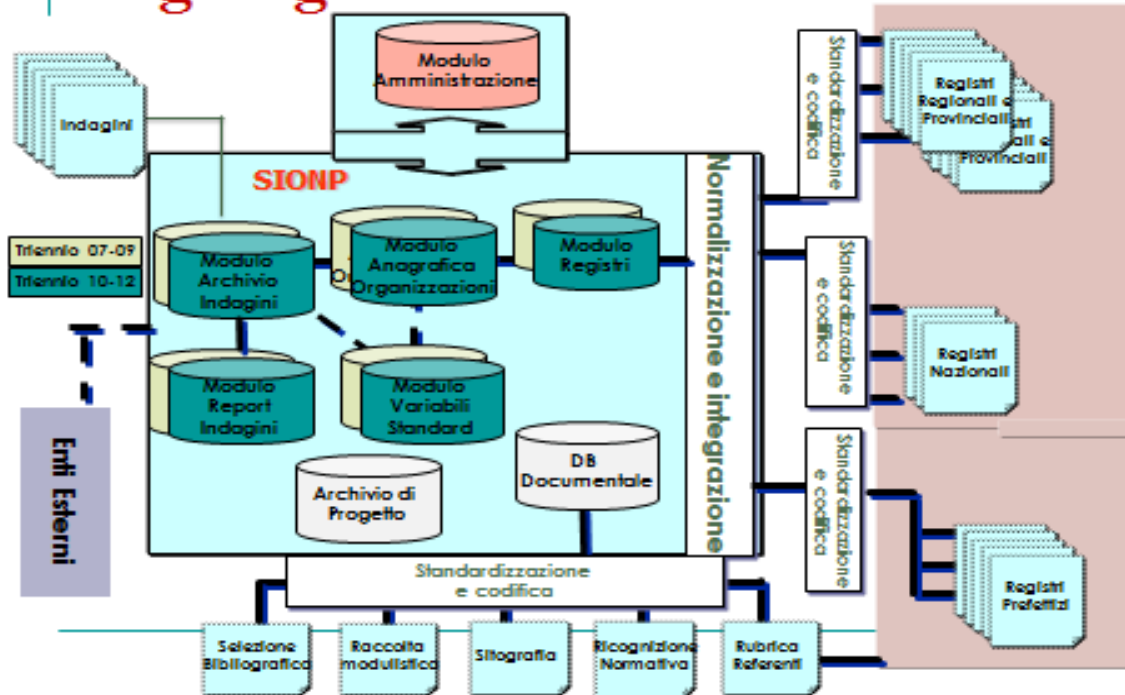 Modulo
Amministrazione
Indagini
SIONP
Triennio 07-09
Triennio 10-12
Modulo
Archivio
Indagini
Modulo
Anagrafica
Organizzazioni
Modulo
Registri
Modulo
Report
Indagini
Modulo
Variabili
Standard
Archivio di
Progetto
DB
Documentale
Enti Esterni
Normalizzazione e integrazione
Standardizzazione
e codifica
Registri
Regionali e
Provinciali
e
Provinciali
Standardizzazione
e codifica
Registri
Nazionali
Standardizzazione
e codifica
Registri
Prefettizi
Standardizzazione
e codifica
Selezione
Bibliografica
Raccolta
modulistica
Sitografia
Ricognizione
Normativa
Rubrica
Referenti